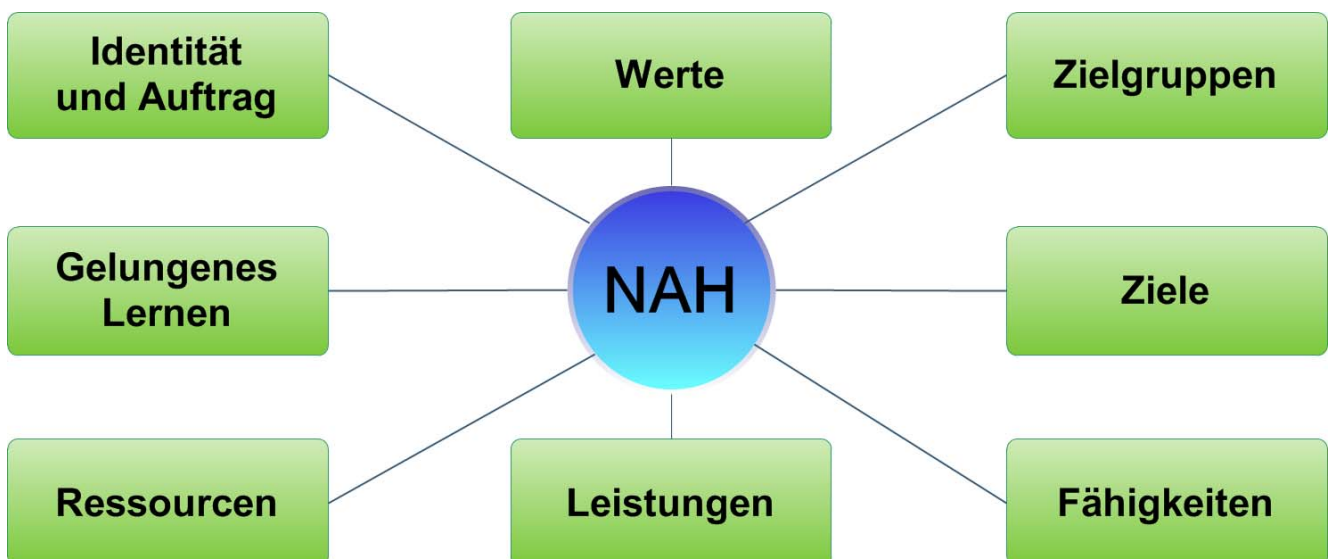 Identität
und Auftrag
Werte
Zielgruppen
Gelungenes
Lernen
NAH
Ziele
Ressourcen
Leistungen
Fähigkeiten